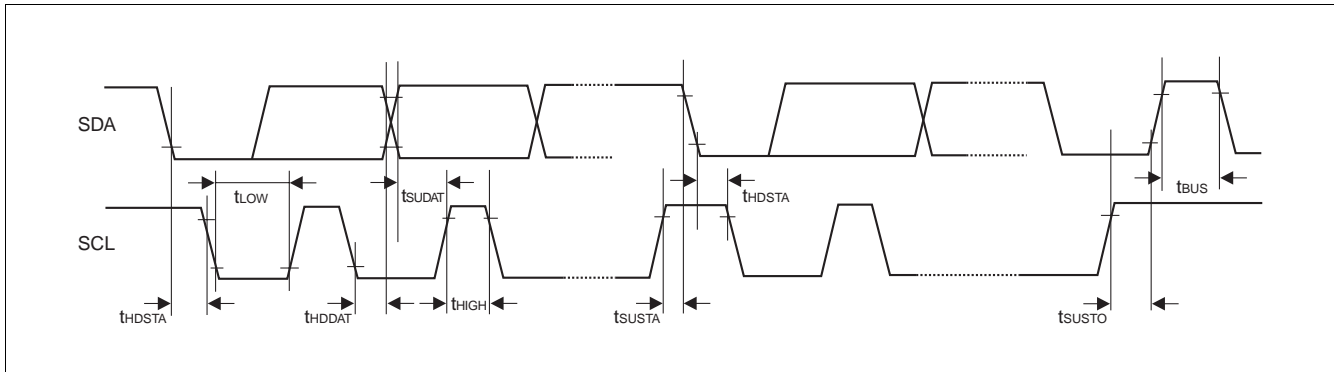 SDA
tLOW
tSUDAT
tHDSTA
tBUS
SCL
tHDSTA
tHDDAT
tHIGH
tSUSTA
tSUSTO